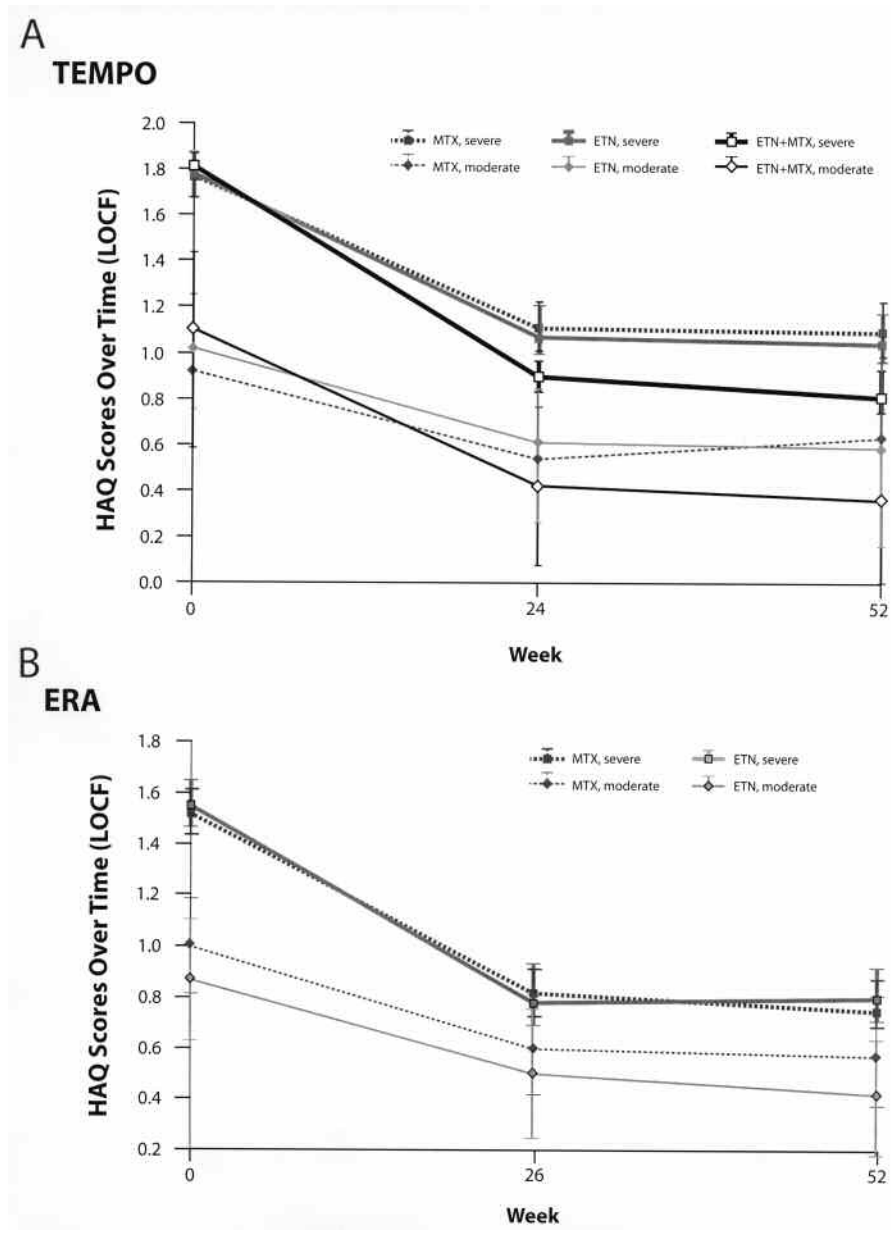 A
TEMPO
HAQ Scores Over Time (LOCF)
2.0
1.8
1.6
1.4
1.2
1.0
0.8
0.6
0.4
0.2
0.0
MTX, severe
ETN, severe
ETN+MTX, severe
MTX, moderate
ETN, moderate
ETN+MTX, moderate
0
24
52
Week
B
ERA
HAQ Scores Over Time (LOCF)
1.8
1.6
1.4
1.2
1.0
0.8
0.6
0.4
0.2
MTX, severe
ETN, severe
MTX, moderate
ETN, moderate
0
26
52
Week